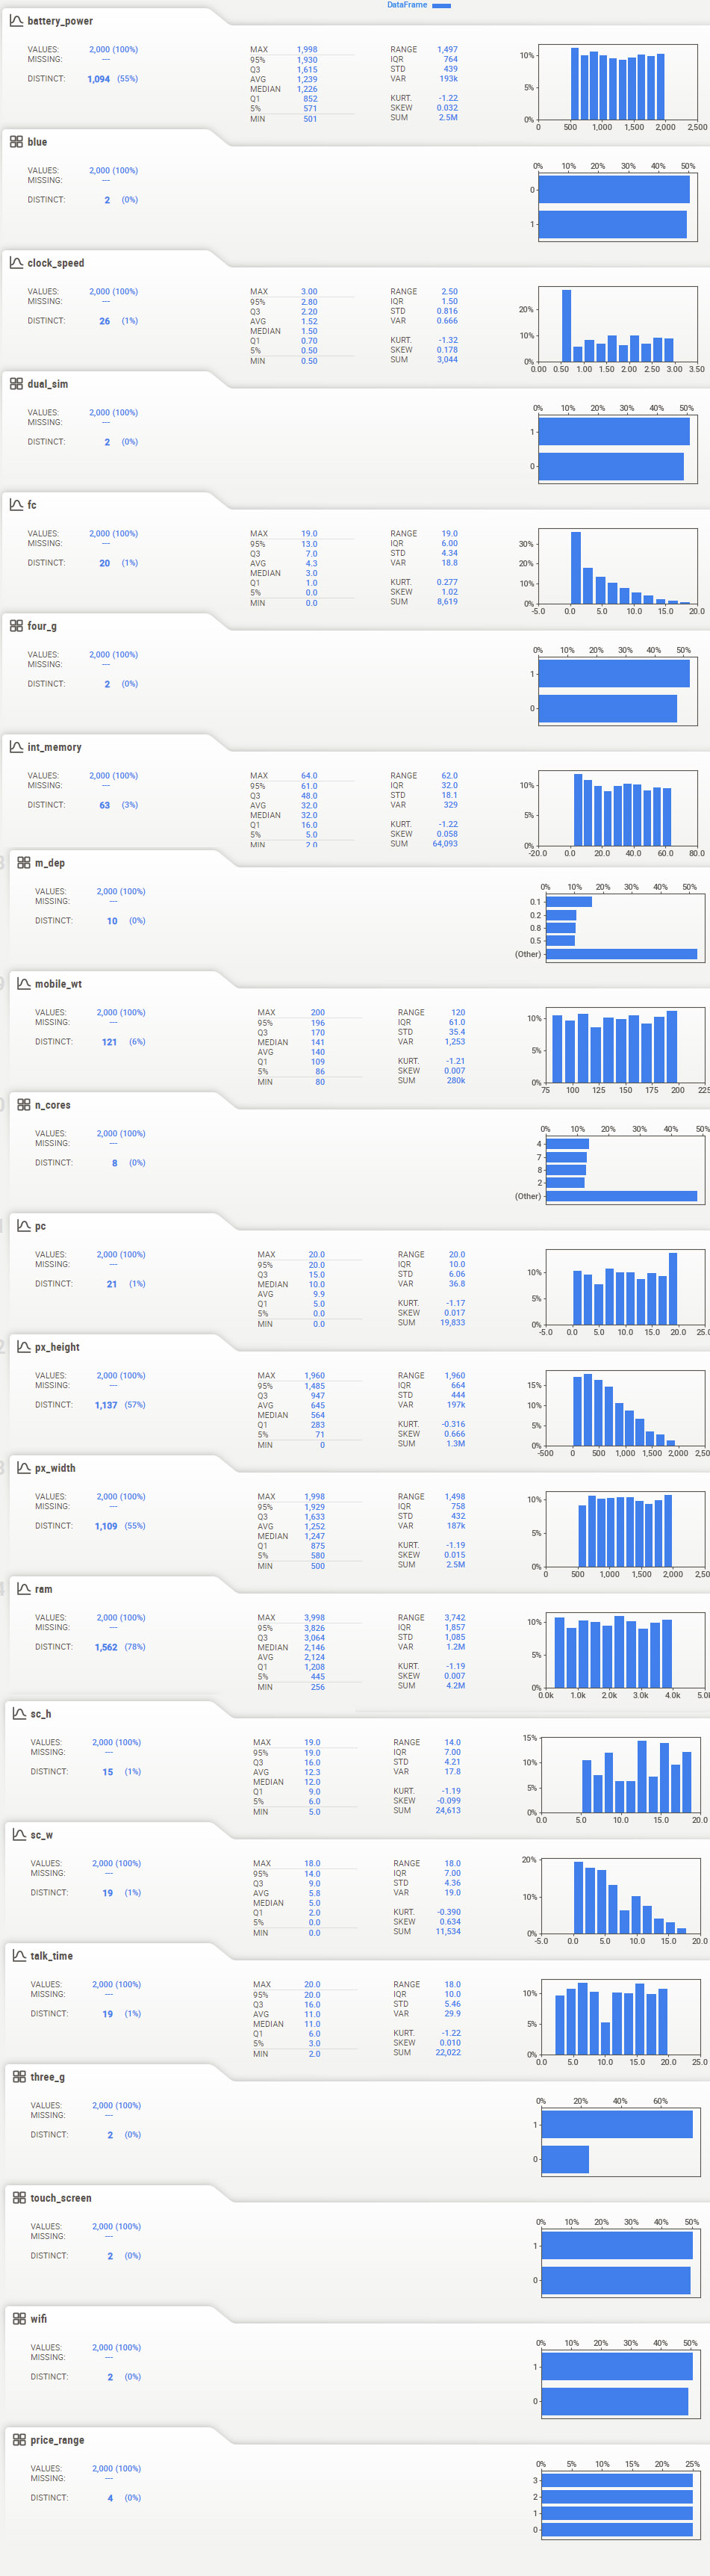 DataFrame
battery_power
VALUES: 2,000 (100%)
MISSING: ---
DISTINCT: 1,094 (55%)
MAX 1,998
95% 1,930
Q3 1,615
AVG 1,239
MEDIAN 1,226
Q1 852
5% 571
MIN 501
RANGE 1,497
IQR 764
STD 439
VAR 193k
KURT. -1.22
SKEW 0.032
SUM 2.5M
10%
5%
0%
0 500 1,000 1,500 2,000 2,500
blue
VALUES: 2,000 (100%)
MISSING: ---
DISTINCT: 2 (0%)
0% 10% 20% 30% 40% 50%
0
1
clock_speed
VALUES: 2,000 (100%)
MISSING: ---
DISTINCT: 26 (1%)
MAX 3.00
95% 2.80
Q3 2.20
AVG 1.52
MEDIAN 1.50
Q1 0.70
5% 0.50
MIN 0.50
RANGE 2.50
IQR 1.50
STD 0.816
VAR 0.666
KURT. -1.32
SKEW 0.178
SUM 3,044
20%
10%
0%
0.00 0.50 1.00 1.50 2.00 2.50 3.00 3.50
dual_sim
VALUES: 2,000 (100%)
MISSING: ---
DISTINCT: 2 (0%)
0% 10% 20% 30% 40% 50%
1
0
fc
VALUES: 2,000 (100%)
MISSING: ---
DISTINCT: 20 (1%)
MAX 19.0
95% 13.0
Q3 7.0
AVG 4.3
MEDIAN 3.0
Q1 1.0
5% 0.0
MIN 0.0
RANGE 19.0
IQR 6.00
STD 4.34
VAR 18.8
KURT. 0.277
SKEW 1.02
SUM 8,619
30%
20%
10%
0%
-5.0 0.0 5.0 10.0 15.0 20.0
four_g
VALUES: 2,000 (100%)
MISSING: ---
DISTINCT: 2 (0%)
0% 10% 20% 30% 40% 50%
1
0
int_memory
VALUES: 2,000 (100%)
MISSING: ---
DISTINCT: 63 (3%)
MAX 64.0
95% 61.0
Q3 48.0
AVG 32.0
MEDIAN 32.0
Q1 16.0
5% 5.0
MIN 2.0
RANGE 62.0
IQR 32.0
STD 18.1
VAR 329
KURT. -1.22
SKEW 0.058
SUM 64,093
10%
5%
0%
-20.0 0.0 20.0 40.0 60.0 80.0
m_dep
VALUES: 2,000 (100%)
MISSING: ---
DISTINCT: 10 (0%)
0% 10% 20% 30% 40% 50%
0.1
0.2
0.8
0.5
(Other)
mobile_wt
VALUES: 2,000 (100%)
MISSING: ---
DISTINCT: 121 (6%)
MAX 200
95% 196
Q3 170
MEDIAN 141
AVG 140
Q1 109
5% 86
MIN 80
RANGE 120
IQR 61.0
STD 35.4
VAR 1,253
KURT. -1.21
SKEW 0.007
SUM 280k
10%
5%
0%
75 100 125 150 175 200 225
n_cores
VALUES: 2,000 (100%)
MISSING: ---
DISTINCT: 8 (0%)
0% 10% 20% 30% 40% 50%
4
7
8
2
(Other)
pc
VALUES: 2,000 (100%)
MISSING: ---
DISTINCT: 21 (1%)
MAX 20.0
95% 20.0
Q3 15.0
MEDIAN 10.0
AVG 9.9
Q1 5.0
5% 0.0
MIN 0.0
RANGE 20.0
IQR 10.0
STD 6.06
VAR 36.8
KURT. -1.17
SKEW 0.017
SUM 19,833
10%
5%
0%
-5.0 0.0 5.0 10.0 15.0 20.0 25.0
px_height
VALUES: 2,000 (100%)
MISSING: ---
DISTINCT: 1,137 (57%)
MAX 1,960
95% 1,485
Q3 947
AVG 645
MEDIAN 564
Q1 283
5% 71
MIN 0
RANGE 1,960
IQR 664
STD 444
VAR 197k
KURT. -0.316
SKEW 0.666
SUM 1.3M
15%
10%
5%
0%
-500 0 500 1,000 1,500 2,000 2,50
px_width
VALUES: 2,000 (100%)
MISSING: ---
DISTINCT: 1,109 (55%)
MAX 1,998
95% 1,929
Q3 1,633
AVG 1,252
MEDIAN 1,247
Q1 875
5% 580
MIN 500
RANGE 1,498
IQR 758
STD 432
VAR 187k
KURT. -1.19
SKEW 0.015
SUM 2.5M
10%
5%
0%
0 500 1,000 1,500 2,000 2,50
ram
VALUES: 2,000 (100%)
MISSING: ---
DISTINCT: 1,562 (78%)
MAX 3,998
95% 3,826
Q3 3,064
MEDIAN 2,146
AVG 2,124
Q1 1,208
5% 445
MIN 256
RANGE 3,742
IQR 1,857
STD 1,085
VAR 1.2M
KURT. -1.19
SKEW 0.007
SUM 4.2M
10%
5%
0%
0.0k 1.0k 2.0k 3.0k 4.0k 5.0k
sc_h
VALUES: 2,000 (100%)
MISSING: ---
DISTINCT: 15 (1%)
MAX 19.0
95% 19.0
Q3 16.0
AVG 12.3
MEDIAN 12.0
Q1 9.0
5% 6.0
MIN 5.0
RANGE 14.0
IQR 7.00
STD 4.21
VAR 17.8
KURT. -1.19
SKEW -0.099
SUM 24,613
15%
10%
5%
0%
0.0 5.0 10.0 15.0 20.0
sc_w
VALUES: 2,000 (100%)
MISSING: ---
DISTINCT: 19 (1%)
MAX 18.0
95% 14.0
Q3 9.0
AVG 5.8
MEDIAN 5.0
Q1 2.0
5% 0.0
MIN 0.0
RANGE 18.0
IQR 7.00
STD 4.36
VAR 19.0
KURT. -0.390
SKEW 0.634
SUM 11,534
20%
10%
0%
-5.0 0.0 5.0 10.0 15.0 20.0
talk_time
VALUES: 2,000 (100%)
MISSING: ---
DISTINCT: 19 (1%)
MAX 20.0
95% 20.0
Q3 16.0
AVG 11.0
MEDIAN 11.0
Q1 6.0
5% 3.0
MIN 2.0
RANGE 18.0
IQR 10.0
STD 5.46
VAR 29.9
KURT. -1.22
SKEW 0.010
SUM 22,022
10%
5%
0%
0.0 5.0 10.0 15.0 20.0 25.0
three_g
VALUES: 2,000 (100%)
MISSING: ---
DISTINCT: 2 (0%)
0% 20% 40% 60%
1
0
touch_screen
VALUES: 2,000 (100%)
MISSING: ---
DISTINCT: 2 (0%)
0% 10% 20% 30% 40% 50%
1
0
wifi
VALUES: 2,000 (100%)
MISSING: ---
DISTINCT: 2 (0%)
0% 10% 20% 30% 40% 50%
1
0
price_range
VALUES: 2,000 (100%)
MISSING: ---
DISTINCT: 4 (0%)
0% 5% 10% 15% 20% 25%
3
2
1
0